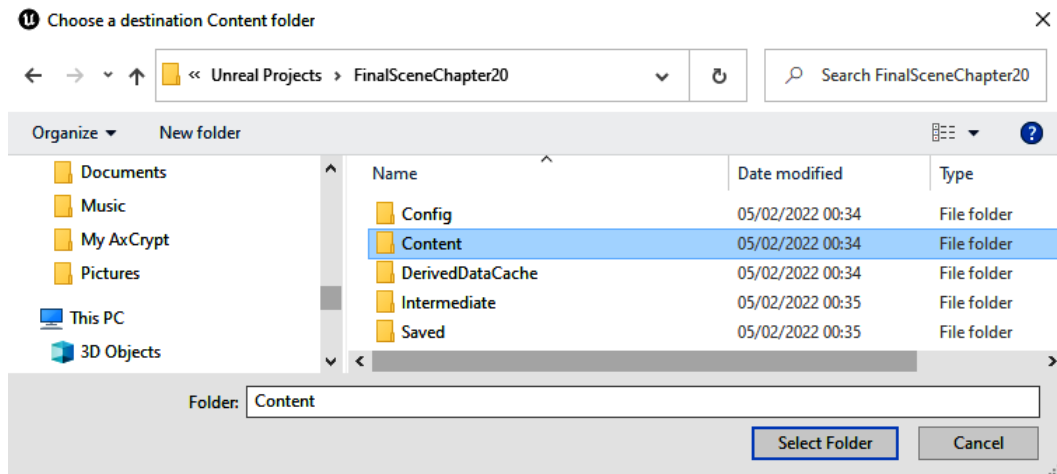 Choose a destination Content folder
« Unreal Projects › FinalSceneChapter20
Search FinalSceneChapter20
Organize
New folder
Documents
Music
My AxCrypt
Pictures
This PC
3D Objects
Name Date modified Type
Config 05/02/2022 00:34 File folder
Content 05/02/2022 00:34 File folder
DerivedDataCache 05/02/2022 00:34 File folder
Intermediate 05/02/2022 00:35 File folder
Saved 05/02/2022 00:35 File folder
Folder: Content
Select Folder Cancel